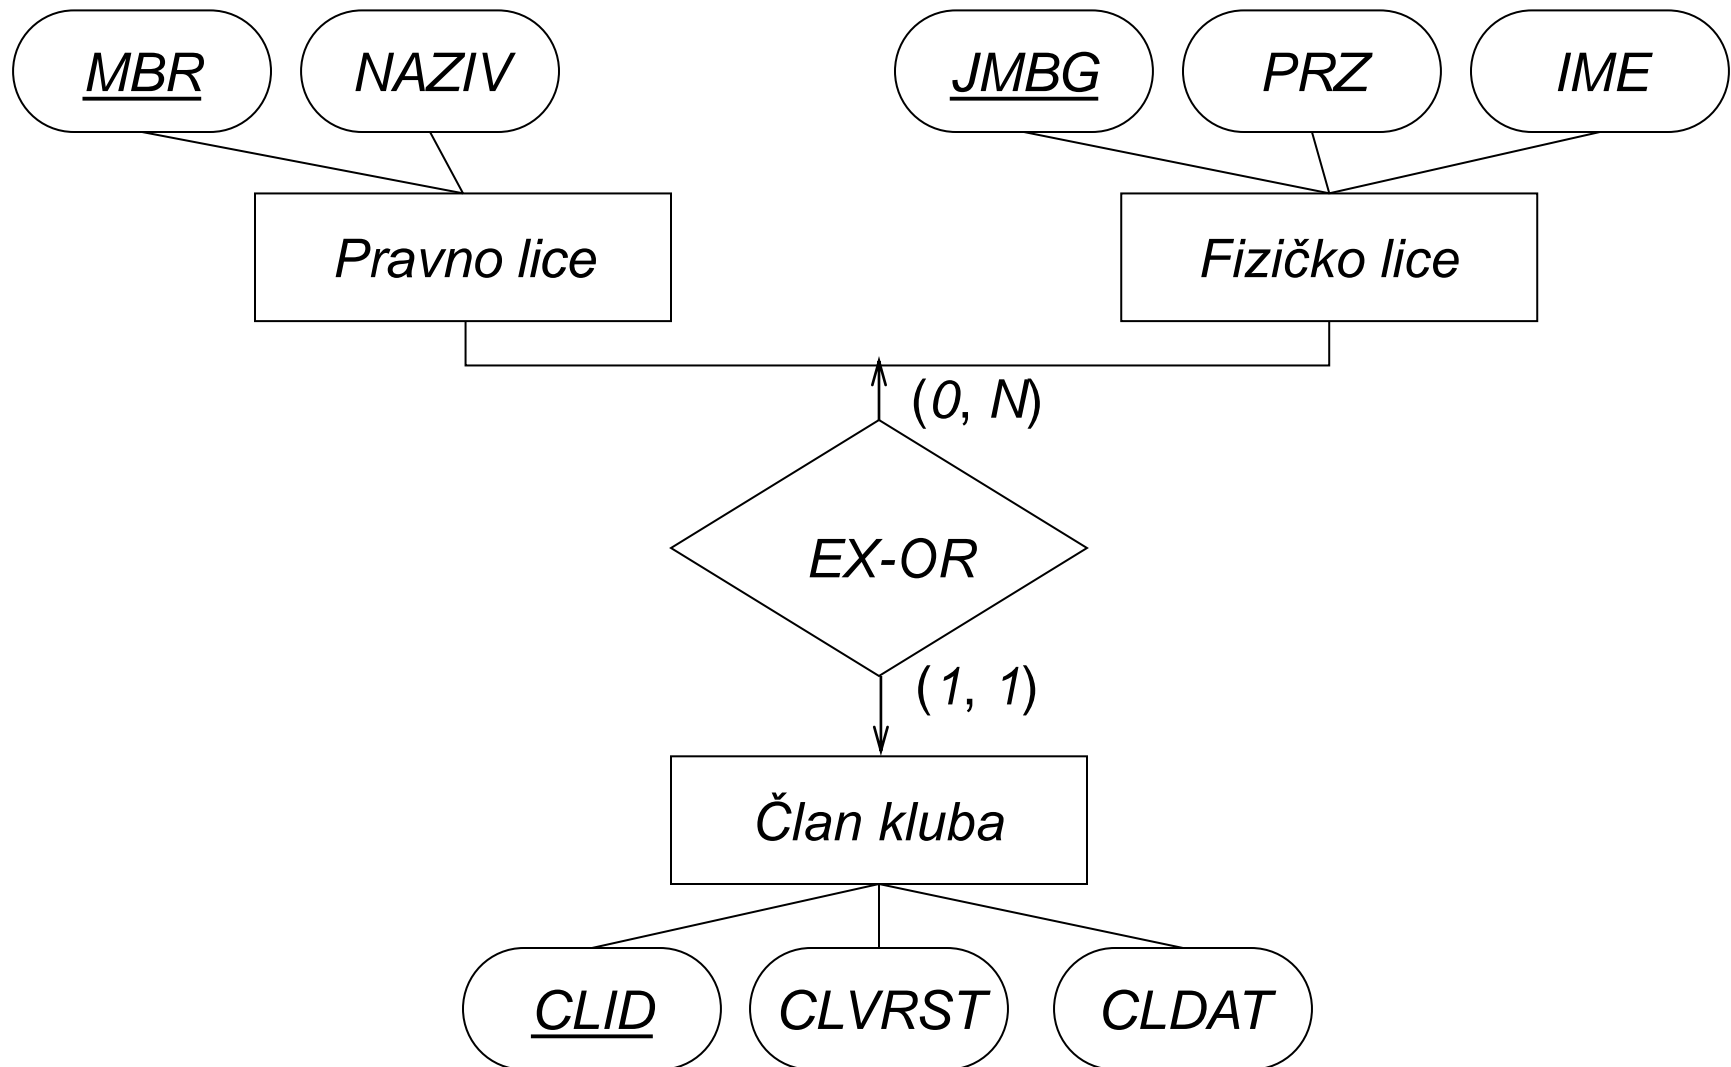 MBR NAZIV JMBG PRZ IME
Pravno lice Fizičko lice
(0, N)
EX-OR
(1, 1)
Član kluba
CLID CLVRST CLDAT